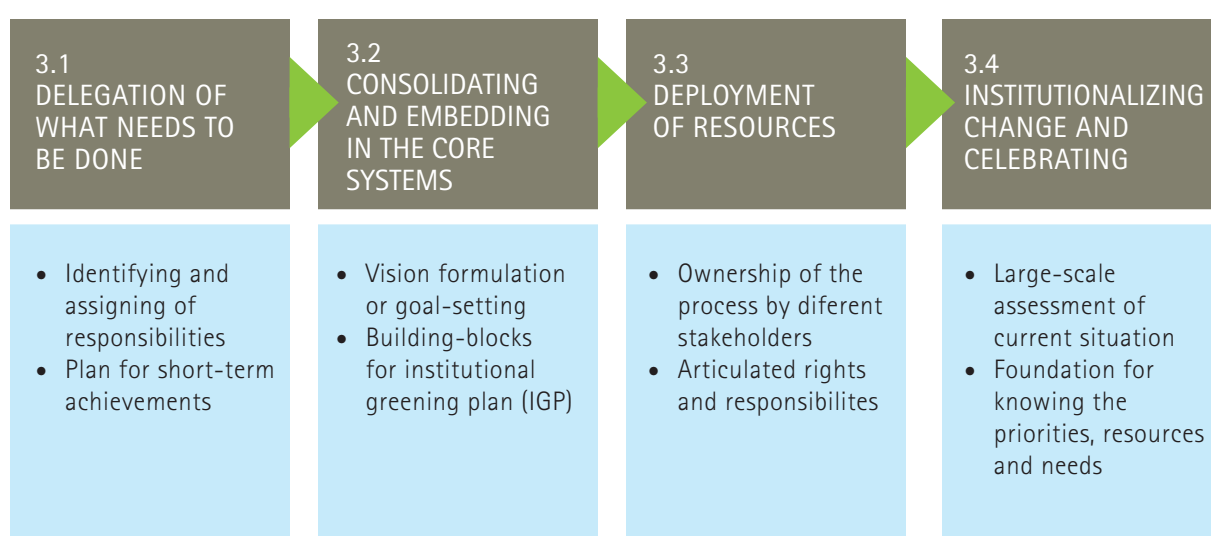 3.1
DELEGATION OF
WHAT NEEDS TO
BE DONE
3.2
CONSOLIDATING
AND EMBEDDING
IN THE CORE
SYSTEMS
3.3
DEPLOYMENT
OF RESOURCES
3.4
INSTITUTIONALIZING
CHANGE AND
CELEBRATING
• Identifying and
assigning of
responsibilities
• Plan for short-term
achievements
• Vision formulation
or goal-setting
• Building-blocks
for institutional
greening plan (IGP)
• Ownership of the
process by diferent
stakeholders
• Articulated rights
and responsibilites
• Large-scale
assessment of
current situation
• Foundation for
knowing the
priorities, resources
and needs